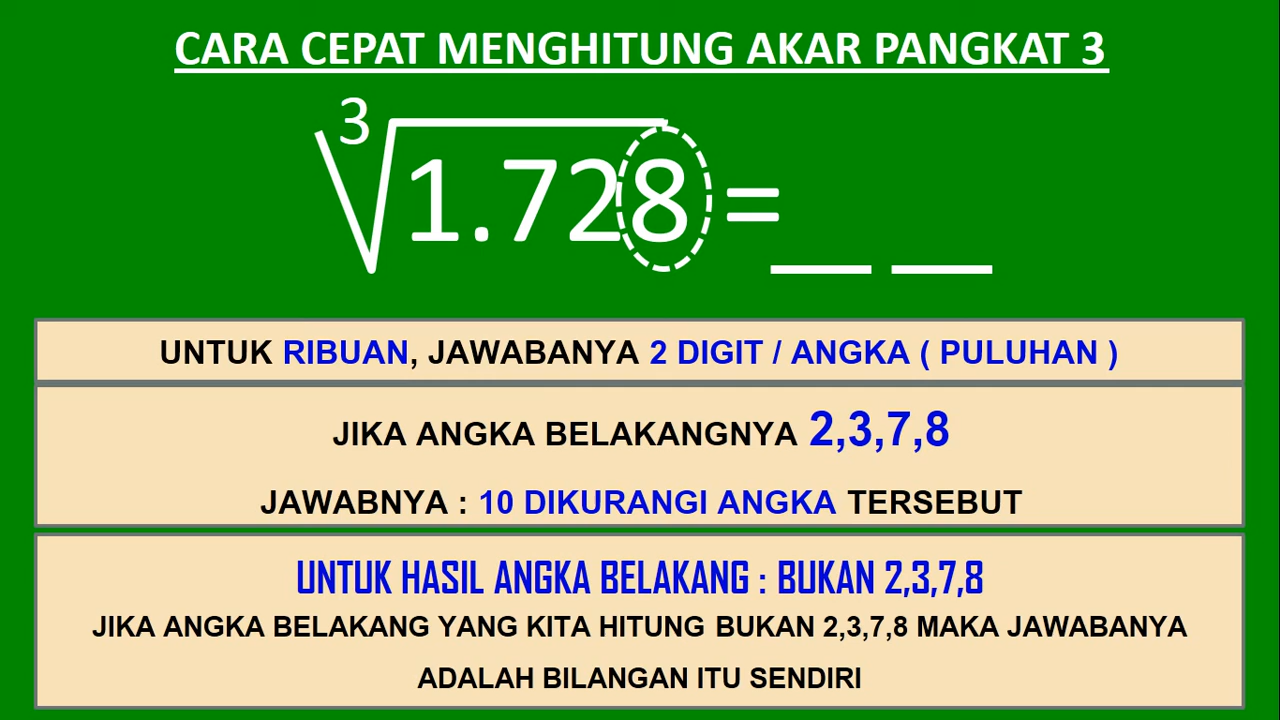 CARA CEPAT MENGHITUNG AKAR PANGKAT 3
∛1.728 = __ __
UNTUK RIBUAN, JAWABANYA 2 DIGIT / ANGKA ( PULUHAN )
JIKA ANGKA BELAKANGNYA 2,3,7,8
JAWABNYA : 10 DIKURANGI ANGKA TERSEBUT
UNTUK HASIL ANGKA BELAKANG : BUKAN 2,3,7,8
JIKA ANGKA BELAKANG YANG KITA HITUNG BUKAN 2,3,7,8 MAKA JAWABANYA
ADALAH BILANGAN ITU SENDIRI